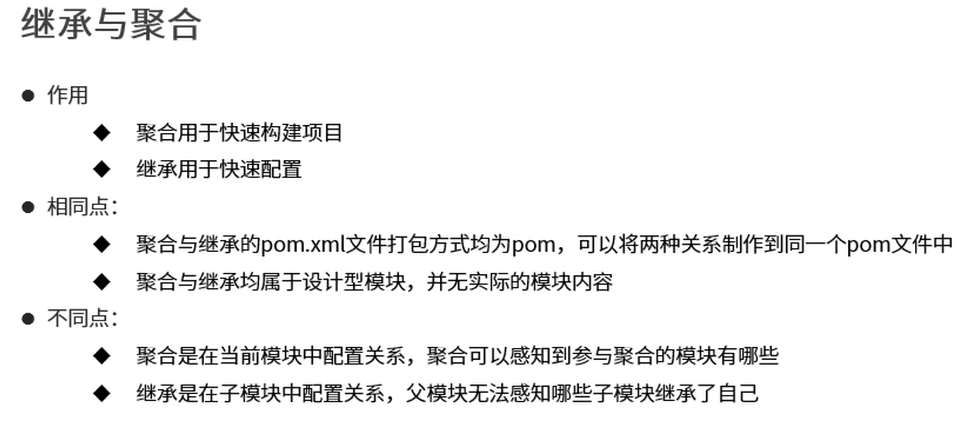 继承与聚合
● 作用
◆ 聚合用于快速构建项目
◆ 继承用于快速配置
● 相同点：
◆ 聚合与继承的pom.xml文件打包方式均为pom，可以将两种关系制作到同一个pom文件中
◆ 聚合与继承均属于设计型模块，并无实际的模块内容
● 不同点：
◆ 聚合是在当前模块中配置关系，聚合可以感知到参与聚合的模块有哪些
◆ 继承是在子模块中配置关系，父模块无法感知哪些子模块继承了自己